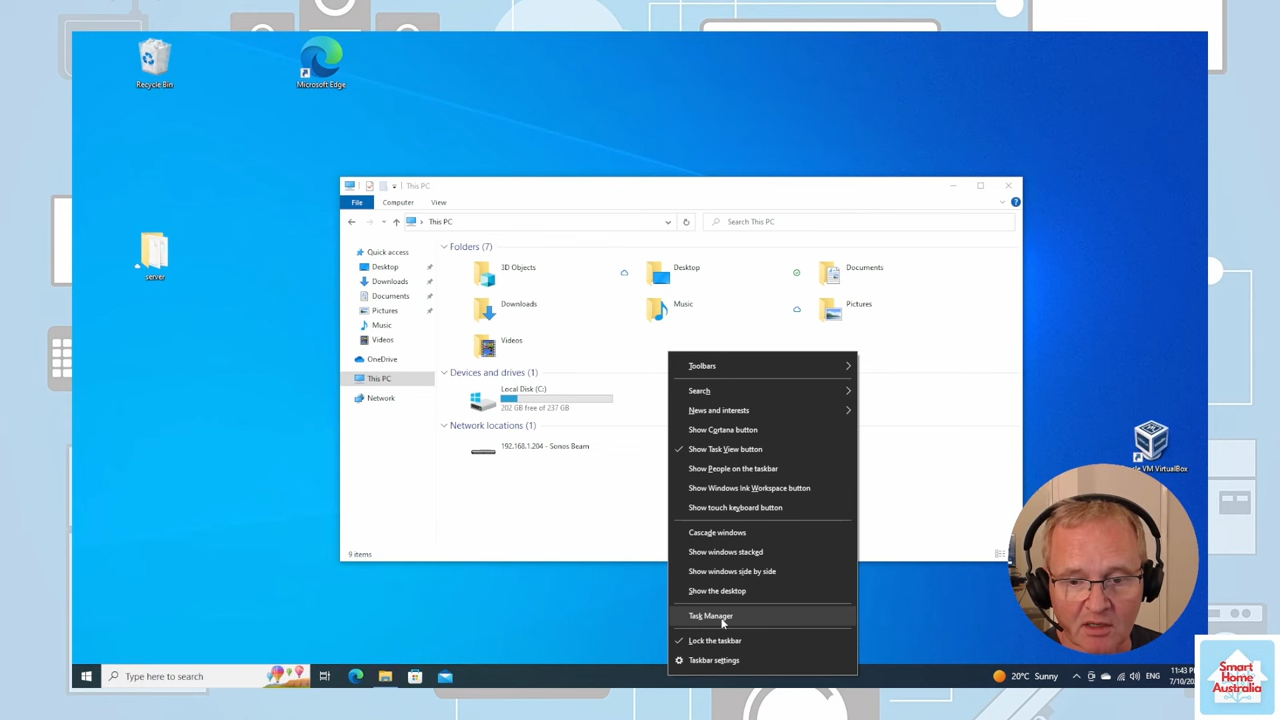 Recycle Bin
Microsoft Edge
server
This PC
File
Computer
View
This PC
Search This PC
Quick access
Desktop
Downloads
Documents
Pictures
Music
Videos
OneDrive
This PC
Network
Folders (7)
3D Objects
Desktop
Documents
Downloads
Music
Pictures
Videos
Devices and drives (1)
Local Disk (C:)
202 GB free of 237 GB
Network locations (1)
192.168.1.204 - Sonos Beam
9 items
Toolbars
Search
News and interests
Show Cortana button
Show Task View button
Show People on the taskbar
Show Windows Ink Workspace button
Show touch keyboard button
Cascade windows
Show windows stacked
Show windows side by side
Show the desktop
Task Manager
Lock the taskbar
Taskbar settings
VM VirtualBox
Type here to search
20°C Sunny
ENG
11:43
Smart
Home
Australia